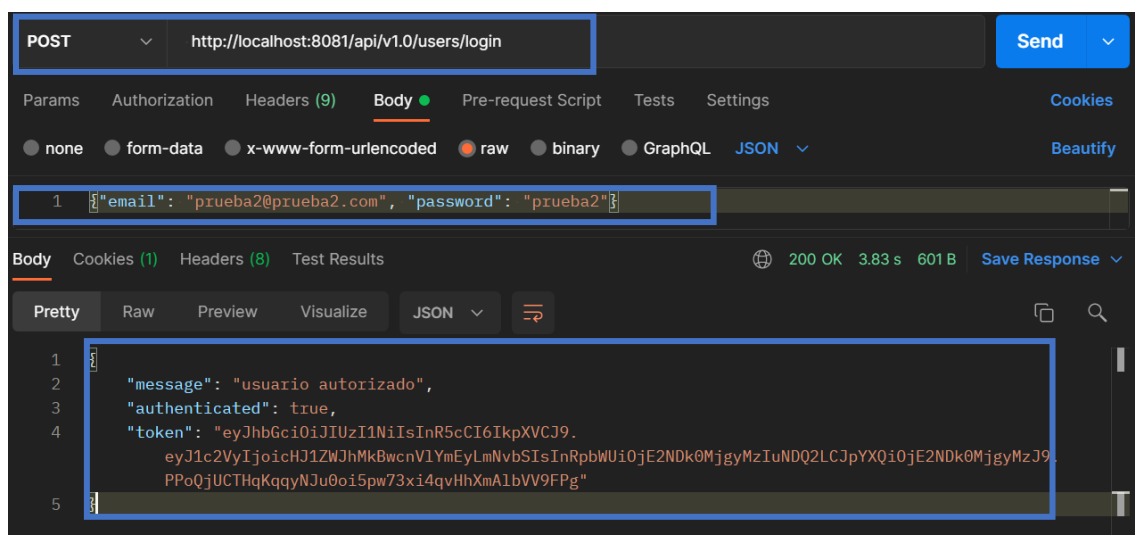 POST http://localhost:8081/api/v1.0/users/login Send
Params Authorization Headers (9) Body Pre-request Script Tests Settings Cookies
none form-data x-www-form-urlencoded raw binary GraphQL JSON Beautify
1 {"email": "prueba2@prueba2.com", "password": "prueba2"}
Body Cookies (1) Headers (8) Test Results 200 OK 3.83 s 601 B Save Response
Pretty Raw Preview Visualize JSON
1 {
2 "message": "usuario autorizado",
3 "authenticated": true,
4 "token": "eyJhbGciOiJIUzI1NiIsInR5cCI6IkpXVCJ9.
eyJ1c2VyIjoicHJ1ZWJhMkBwcnVlYmEyLmNvbSIsInRpbWUiOjE2NDk0MjgyMzIuNDQ2LCJpYXQiOjE2NDk0MjgyMzJ9.
PPoQjUCTHqKqqyNJu0oi5pw73xi4qvHhXmAlbVV9FPg"
5 }